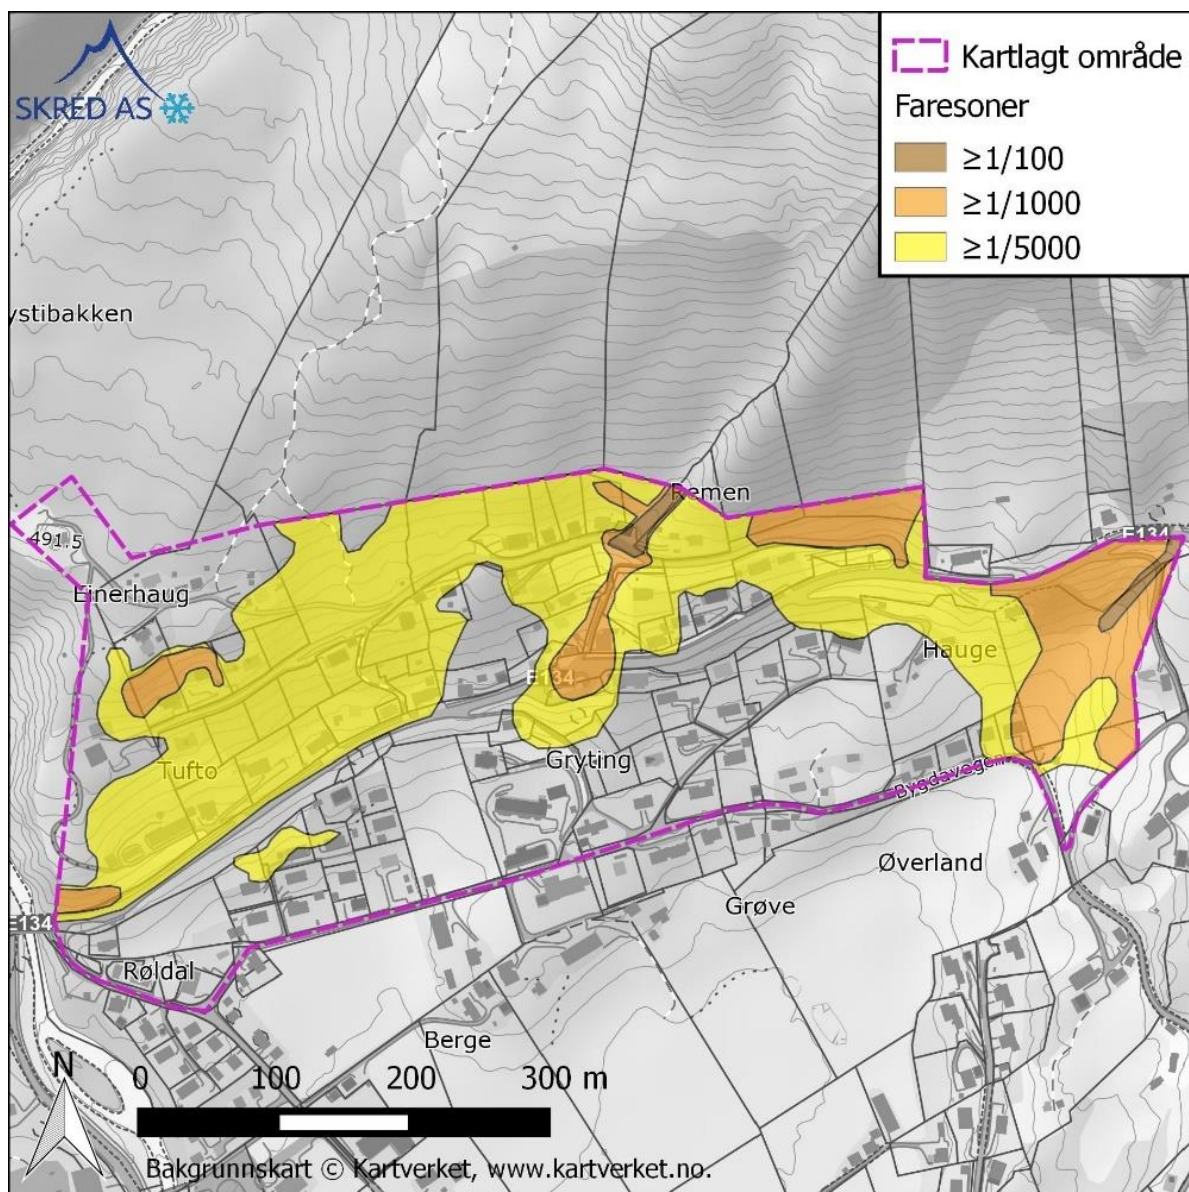 SKRED AS
Kartlagt område
Faresoner
≥1/100
≥1/1000
≥1/5000
ystibakken
Remen
491.5
E134
Einerhaug
Hauge
E134
Tufto
Gryting
Bygdavegen
Øverland
Grøve
E134
Røldal
Berge
N
0 100 200 300 m
Bakgrunnskart © Kartverket, www.kartverket.no.